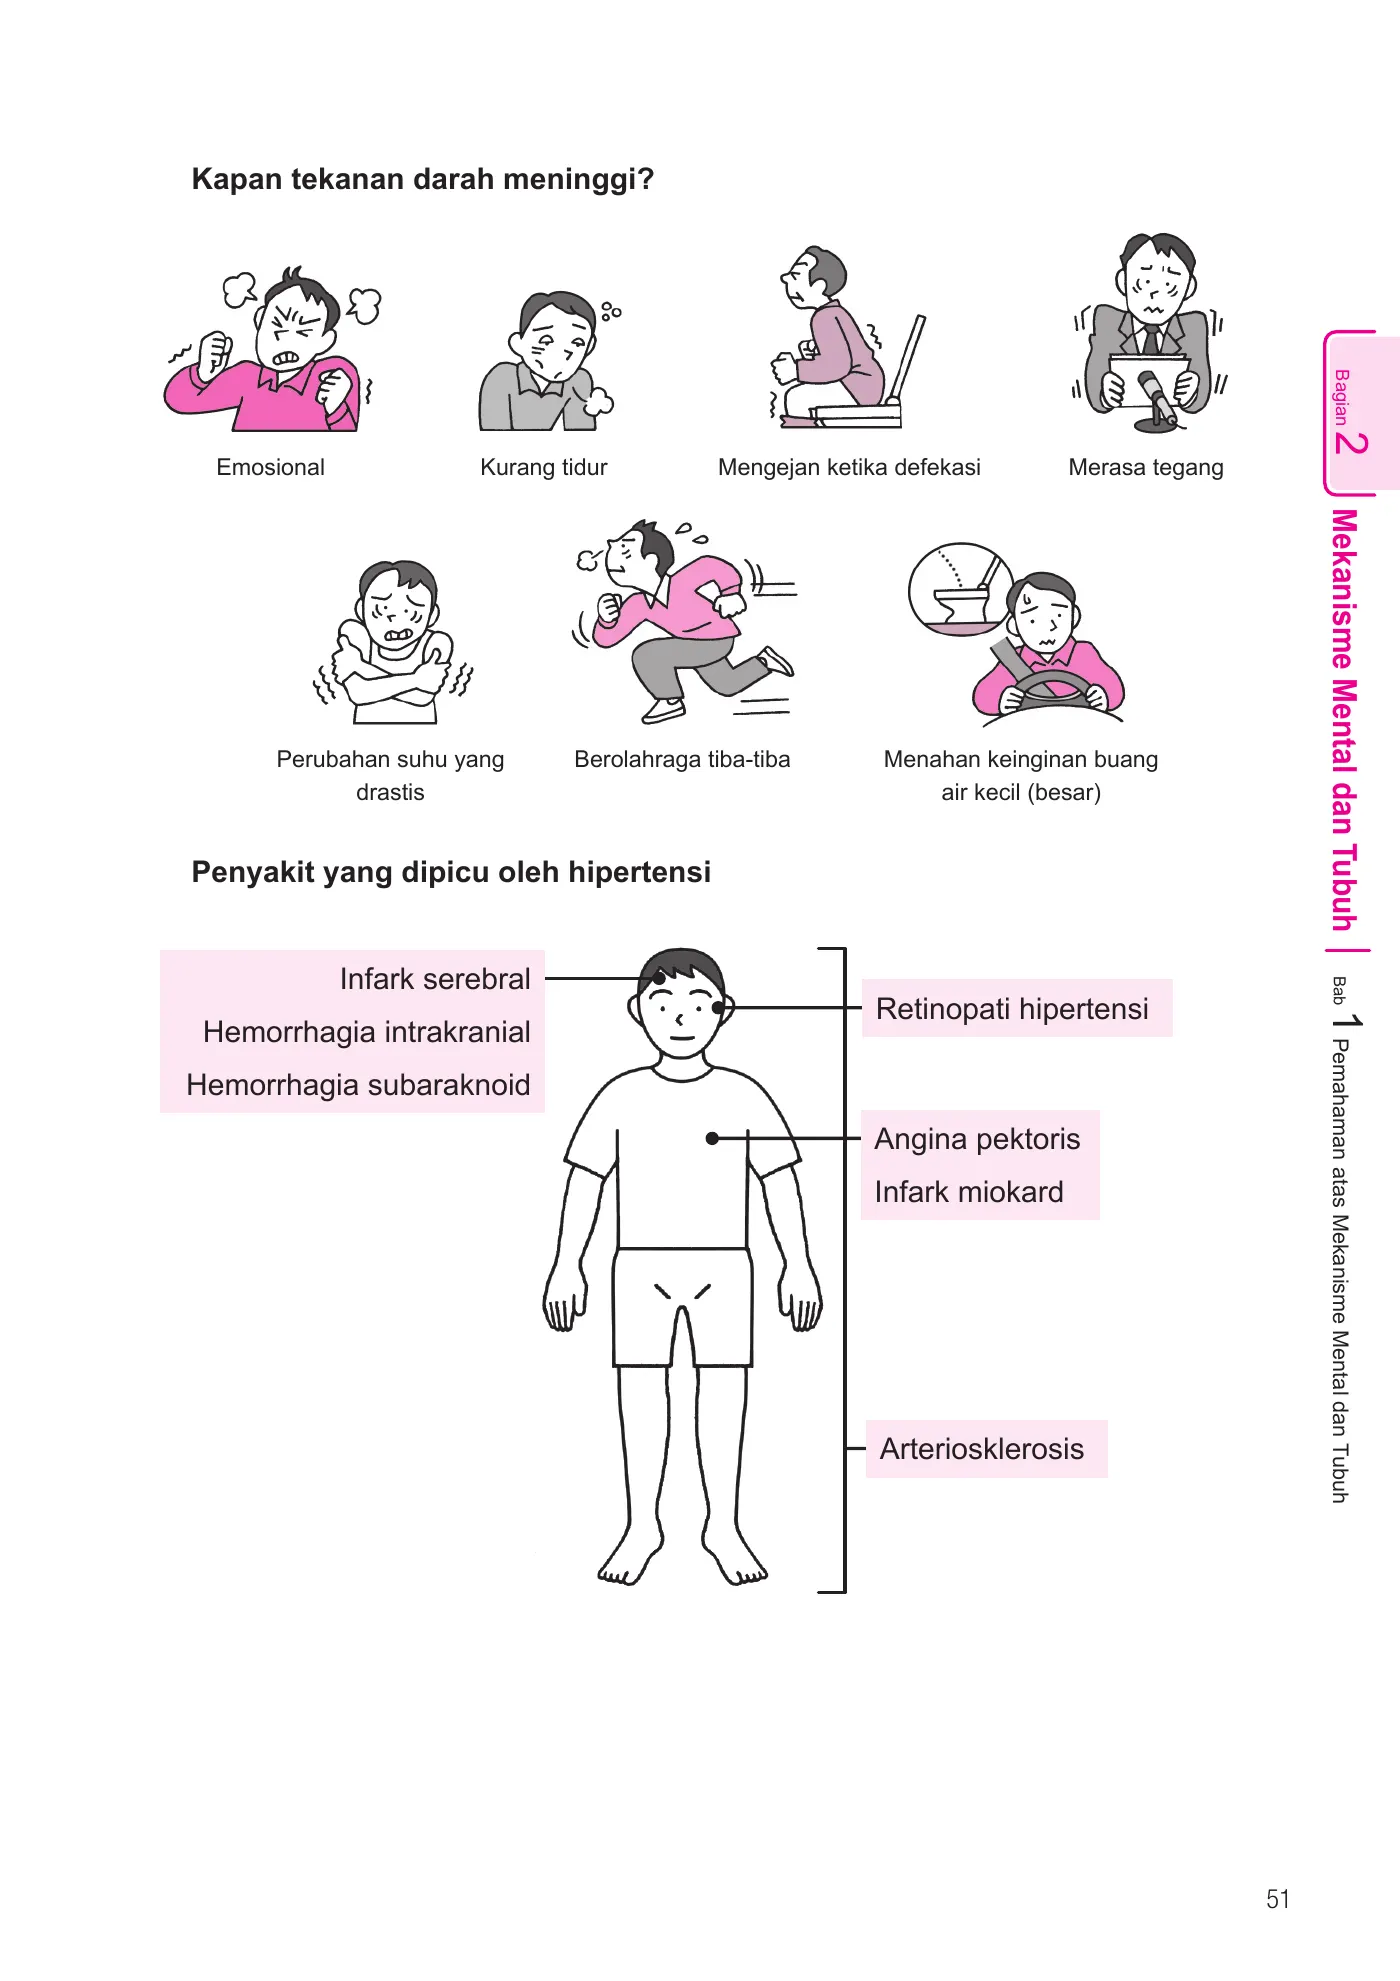 Kapan tekanan darah meninggi?
Emosional
Kurang tidur
Mengejan ketika defekasi
Merasa tegang
Perubahan suhu yang
drastis
Berolahraga tiba-tiba
Menahan keinginan buang
air kecil (besar)
Penyakit yang dipicu oleh hipertensi
Infark serebral
Hemorrhagia intrakranial
Hemorrhagia subaraknoid
Retinopati hipertensi
Angina pektoris
Infark miokard
Arteriosklerosis
Bagian 2 Mekanisme Mental dan Tubuh
Bab 1 Pemahaman atas Mekanisme Mental dan Tubuh
51